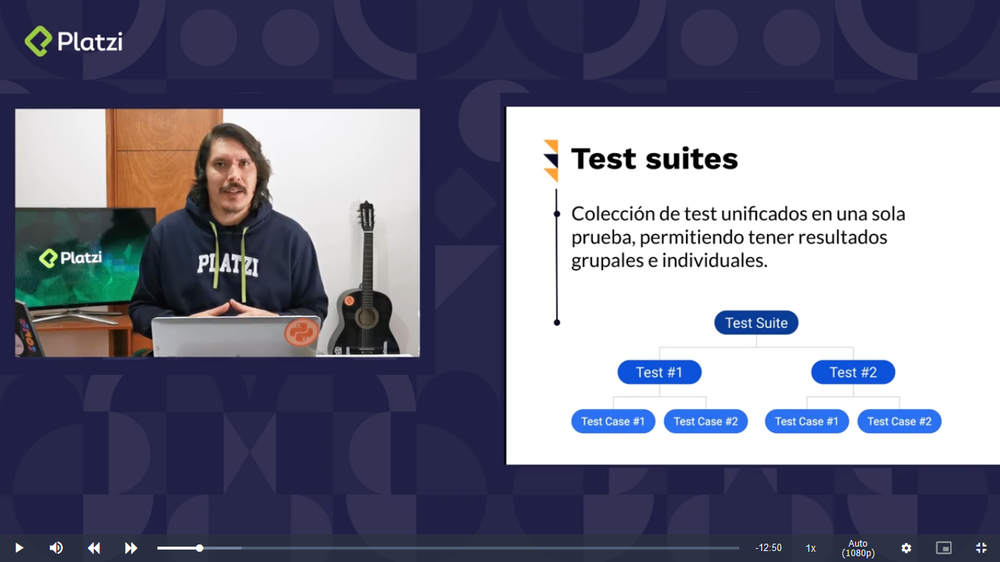 Platzi
Platzi
PLATZI
Test suites
Colección de test unificados en una sola
prueba, permitiendo tener resultados
grupales e individuales.
Test Suite
Test #1
Test #2
Test Case #1
Test Case #2
Test Case #1
Test Case #2
-12:50
1x
Auto
(1080p)